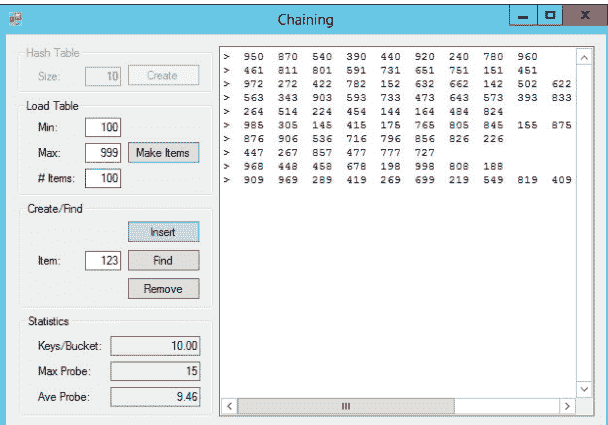 Chaining
Hash Table
Size: 10 Create
Load Table
Min: 100
Max: 999 Make Items
# Items: 100
Create/Find
Insert
Item: 123 Find
Remove
Statistics
Keys/Bucket: 10.00
Max Probe: 15
Ave Probe: 9.46
> 950 870 540 390 440 920 240 780 960
> 461 811 801 591 731 651 751 151 451
> 972 272 422 782 152 632 662 142 502 622
> 563 343 903 593 733 473 643 573 393 833
> 264 514 224 454 144 164 484 824
> 985 305 145 415 175 765 805 845 155 875
> 876 906 536 716 796 856 826 226
> 447 267 857 477 777 727
> 968 448 458 678 198 998 808 188
> 909 969 289 419 269 699 219 549 819 409